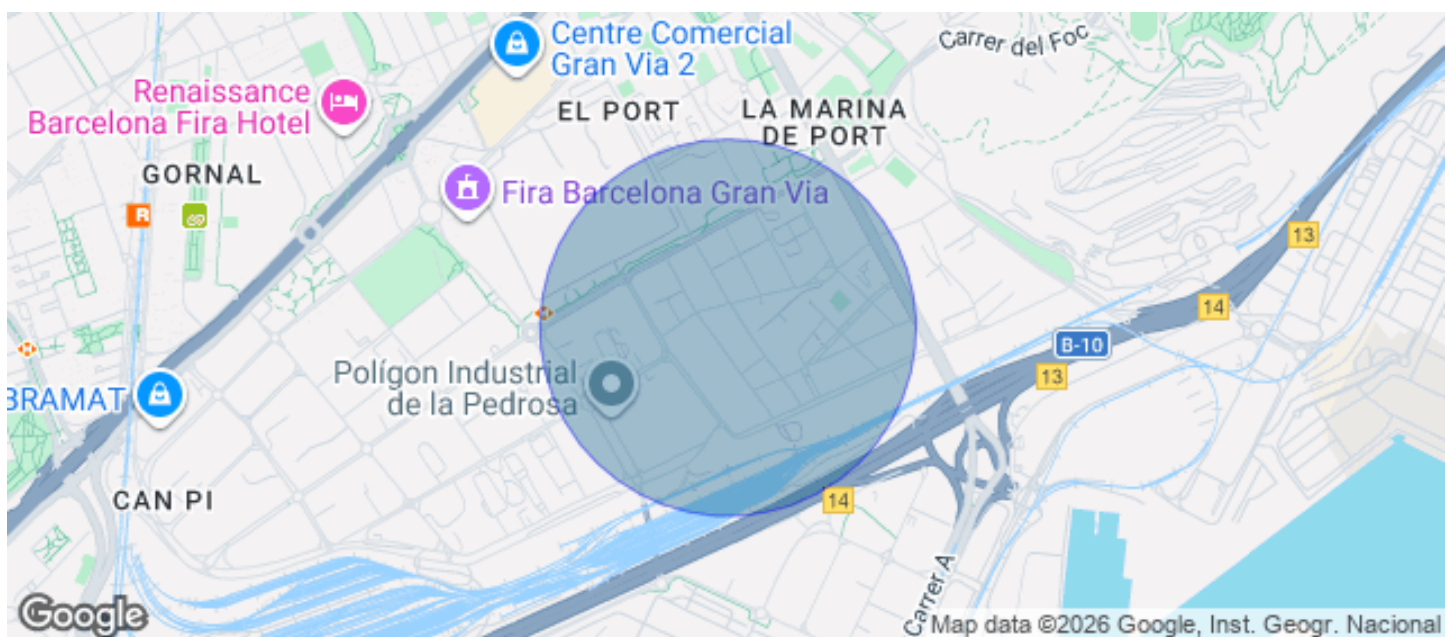 Centre Comercial
Gran Via 2
Carrer del Foc
Renaissance
Barcelona Fira Hotel
EL PORT
LA MARINA
DE PORT
GORNAL
Fira Barcelona Gran Via
R
13
14
B-10
13
Polígon Industrial
de la Pedrosa
BRAMAT
CAN PI
14
Carrer A
Google
Map data ©2026 Google, Inst. Geogr. Nacional